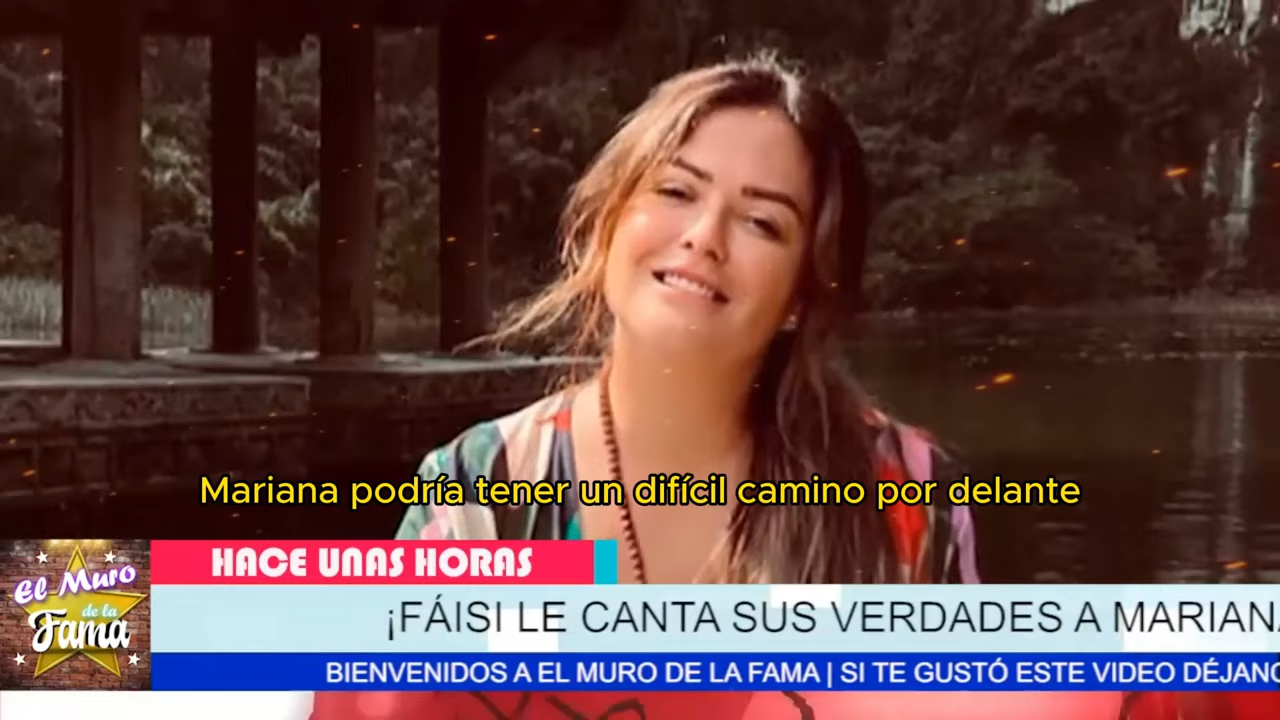 Mariana podría tener un difícil camino por delante
HACE UNAS HORAS
El Muro
de la
Fama
¡FÁISI LE CANTA SUS VERDADES A MARIANA
BIENVENIDOS A EL MURO DE LA FAMA | SI TE GUSTÓ ESTE VIDEO DÉJANO